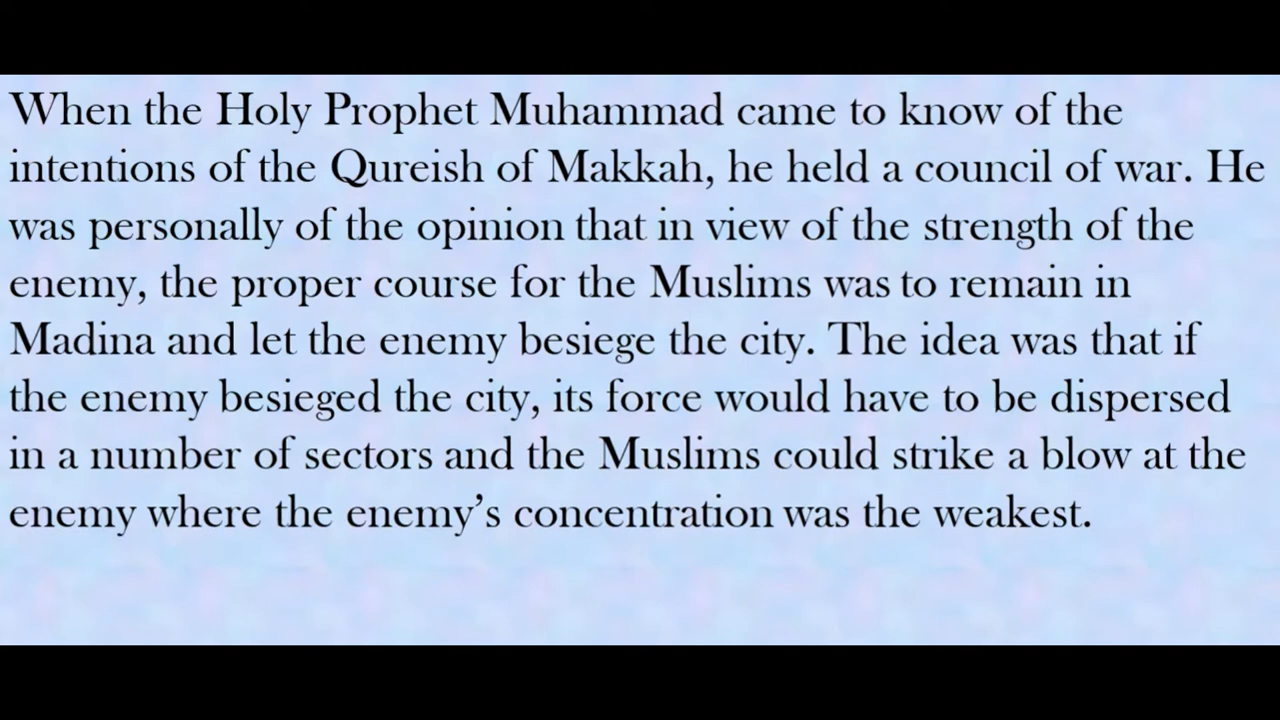 When the Holy Prophet Muhammad came to know of the
intentions of the Qureish of Makkah, he held a council of war. He
was personally of the opinion that in view of the strength of the
enemy, the proper course for the Muslims was to remain in
Madina and let the enemy besiege the city. The idea was that if
the enemy besieged the city, its force would have to be dispersed
in a number of sectors and the Muslims could strike a blow at the
enemy where the enemy’s concentration was the weakest.